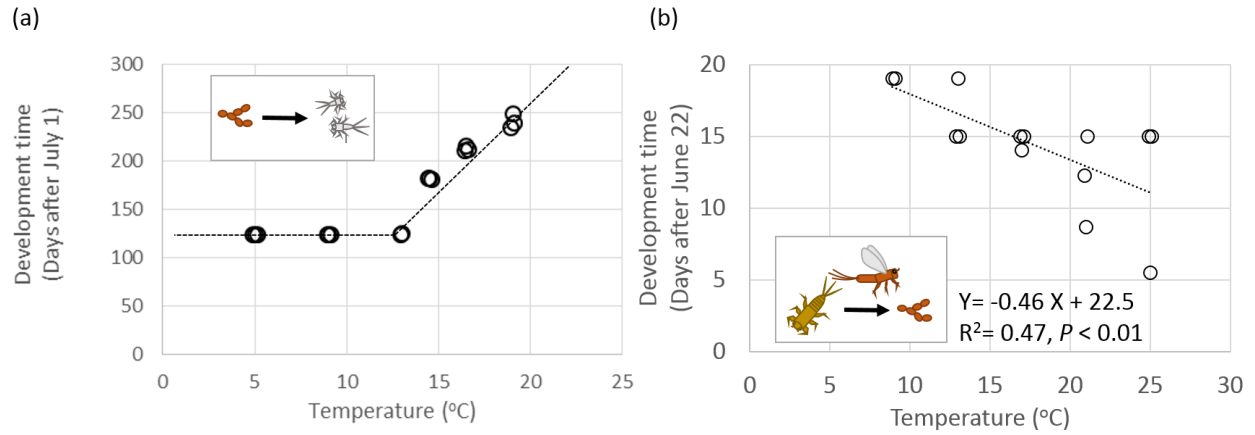 (a)
300
250
200
150
100
50
0
0 5 10 15 20 25
Temperature (oC)
Development time
(Days after July 1)
(b)
20
15
10
5
0
0 5 10 15 20 25 30
Temperature (oC)
Development time
(Days after June 22)
Y= -0.46 X + 22.5
R2= 0.47, P < 0.01